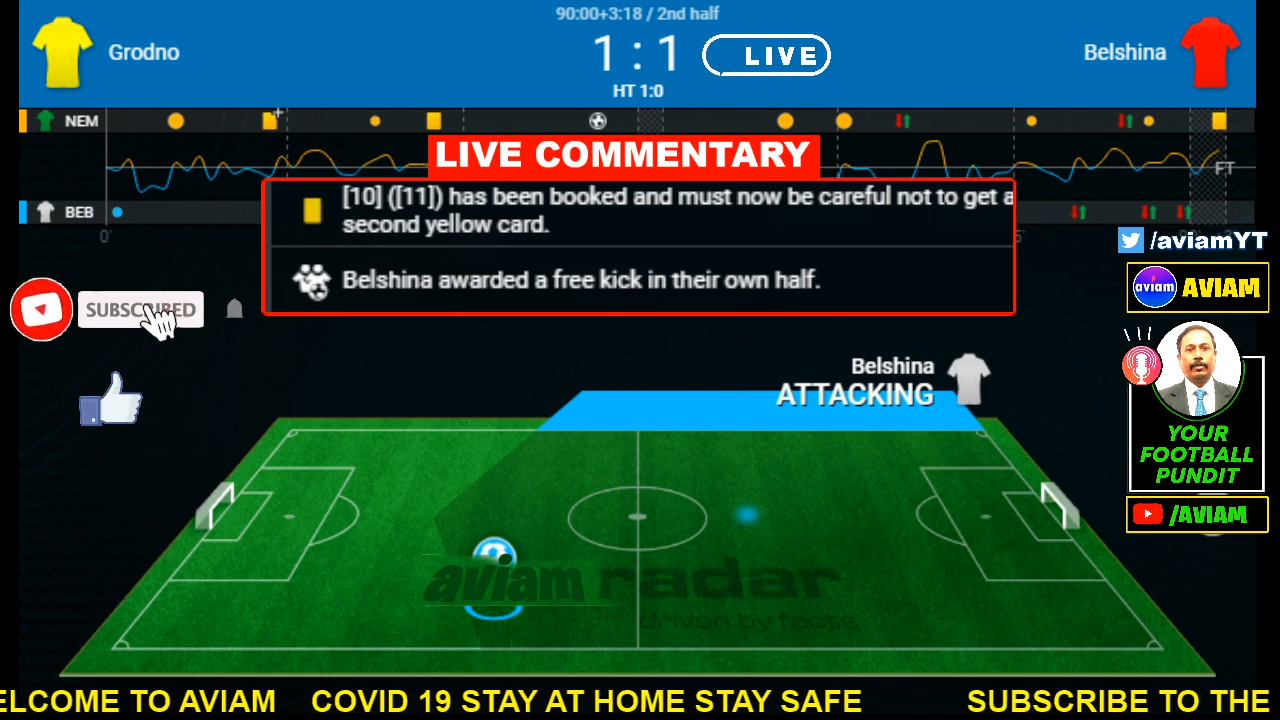 90:00+3:18 / 2nd half
Grodno
1 : 1
LIVE
Belshina
HT 1:0
NEM
LIVE COMMENTARY
FT
[10] ([11]) has been booked and must now be careful not to get a
second yellow card.
BEB
0'
Belshina awarded a free kick in their own half.
/aviamYT
aviam AVIAM
SUBSCRIBED
Belshina
ATTACKING
YOUR
FOOTBALL
PUNDIT
/AVIAM
aviam radar
driven by facts
ELCOME TO AVIAM COVID 19 STAY AT HOME STAY SAFE SUBSCRIBE TO THE